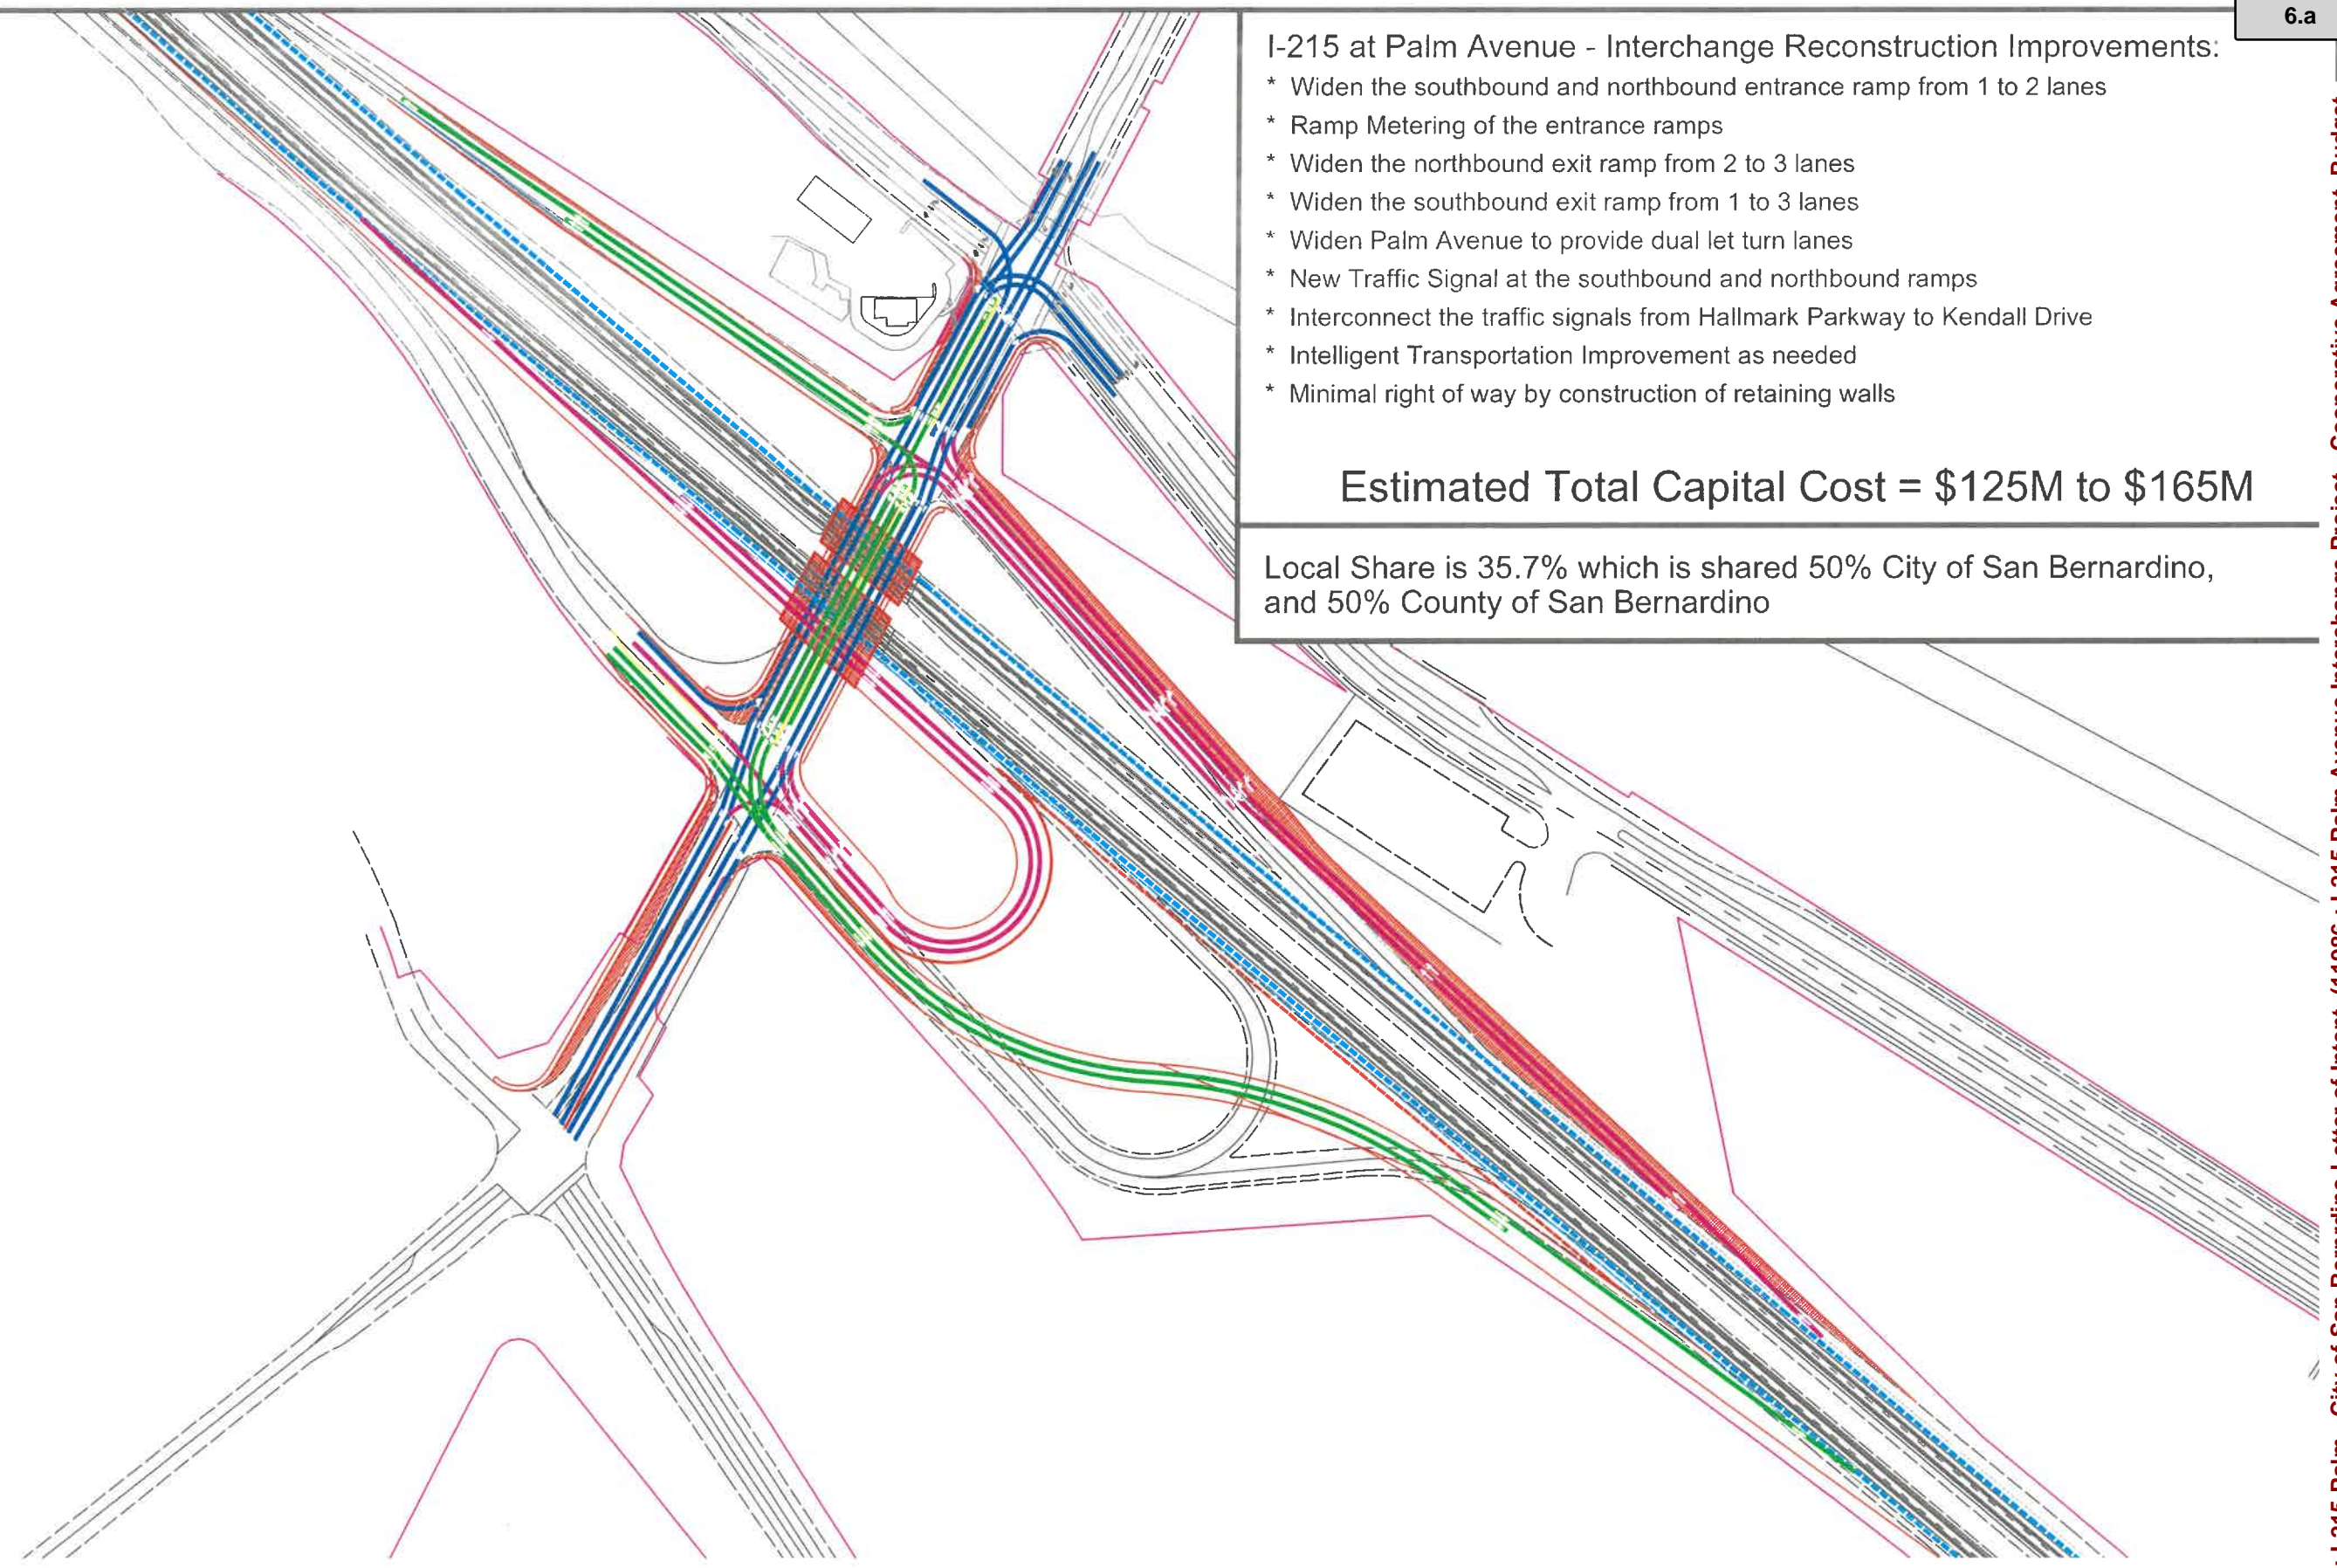 6.a
I-215 at Palm Avenue - Interchange Reconstruction Improvements:
* Widen the southbound and northbound entrance ramp from 1 to 2 lanes
* Ramp Metering of the entrance ramps
* Widen the northbound exit ramp from 2 to 3 lanes
* Widen the southbound exit ramp from 1 to 3 lanes
* Widen Palm Avenue to provide dual let turn lanes
* New Traffic Signal at the southbound and northbound ramps
* Interconnect the traffic signals from Hallmark Parkway to Kendall Drive
* Intelligent Transportation Improvement as needed
* Minimal right of way by construction of retaining walls
Estimated Total Capital Cost = $125M to $165M
Local Share is 35.7% which is shared 50% City of San Bernardino,
and 50% County of San Bernardino